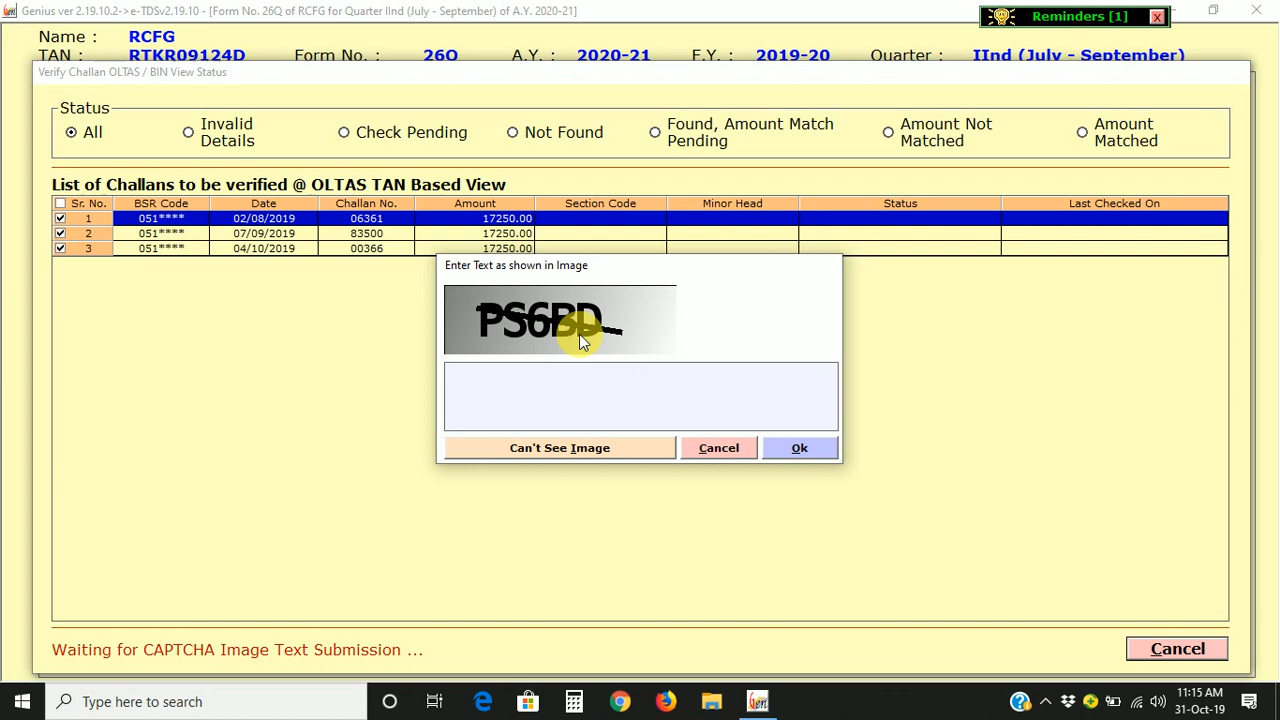 Genius ver 2.19.10.2->e-TDSv2.19.10 - [Form No. 26Q of RCFG for Quarter IInd (July - September) of A.Y. 2020-21]
Reminders [1] X
Name : RCFG
TAN : RTKR09124D Form No. : 26Q A.Y. : 2020-21 F.Y. : 2019-20 Quarter : IInd (July - September)
Verify Challan OLTAS / BIN View Status
Status
All
Invalid Details
Check Pending
Not Found
Found, Amount Match Pending
Amount Not Matched
Amount Matched
List of Challans to be verified @ OLTAS TAN Based View
Sr. No. BSR Code Date Challan No. Amount Section Code Minor Head Status Last Checked On
1 051**** 02/08/2019 06361 17250.00
2 051**** 07/09/2019 83500 17250.00
3 051**** 04/10/2019 00366 17250.00
Enter Text as shown in Image
PS6BD
Can't See Image Cancel Ok
Waiting for CAPTCHA Image Text Submission ...
Cancel
Type here to search
Gen
11:15 AM
31-Oct-19